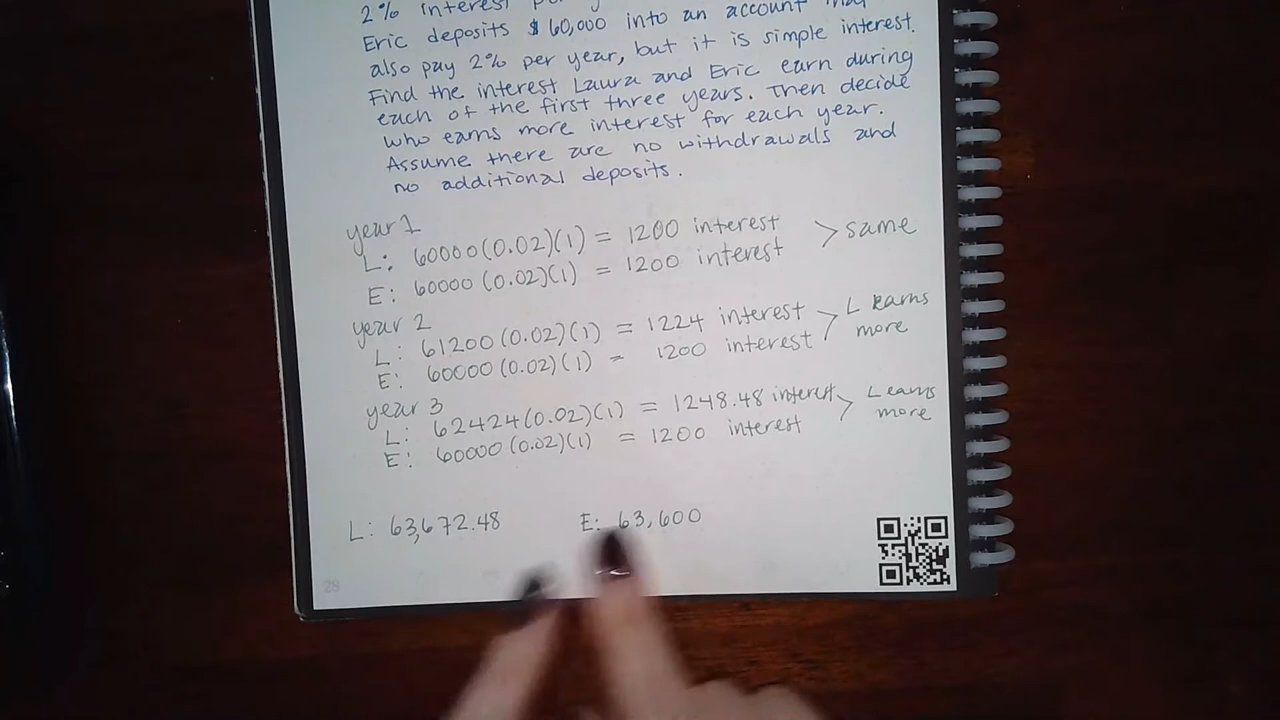 2% interest
Eric deposits $60,000 into an account
also pay 2% per year, but it is simple interest.
Find the interest Laura and Eric earn during
each of the first three years. Then decide
who earns more interest for each year.
Assume there are no withdrawals and
no additional deposits.
year 1
L: 60000(0.02)(1) = 1200 interest
E: 60000(0.02)(1) = 1200 interest
> same
year 2
L: 61200(0.02)(1) = 1224 interest
E: 60000(0.02)(1) = 1200 interest
> L earns
more
year 3
L: 62424(0.02)(1) = 1248.48 interest
E: 60000(0.02)(1) = 1200 interest
> L earns
more
L: 63,672.48 E: 63,600
28